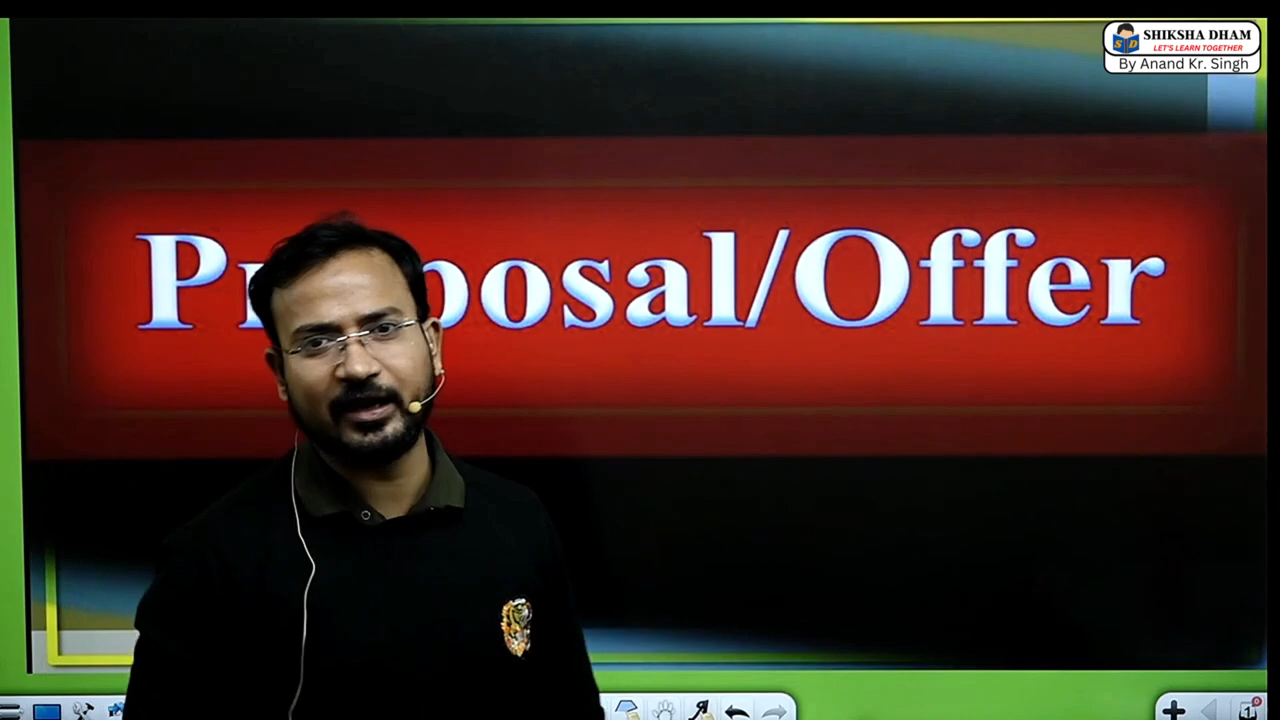 SHIKSHA DHAM
LET'S LEARN TOGETHER
By Anand Kr. Singh
Proposal/Offer